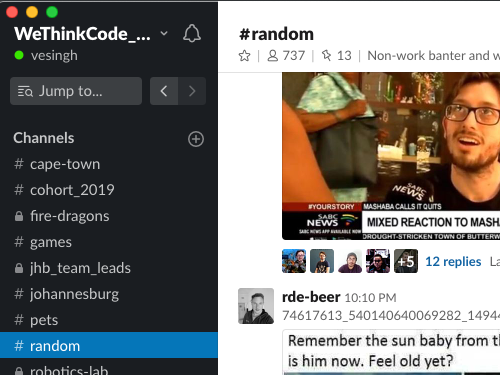 WeThinkCode_...
vesingh
Jump to...
Channels
# cape-town
# cohort_2019
fire-dragons
# games
jhb_team_leads
# johannesburg
# pets
# random
robotics-lab
#random
737 | 13 | Non-work banter and w
#YOURSTORY MASHABA CALLS IT QUITS
SABC NEWS MIXED REACTION TO MASHA
SABC NEWS APP AVAILABLE NOW DROUGHT-STRICKEN TOWN OF BUTTERW
SABC NEWS
+5 12 replies La
rde-beer 10:10 PM
74617613_540140640069282_14944
Remember the sun baby from t
is him now. Feel old yet?